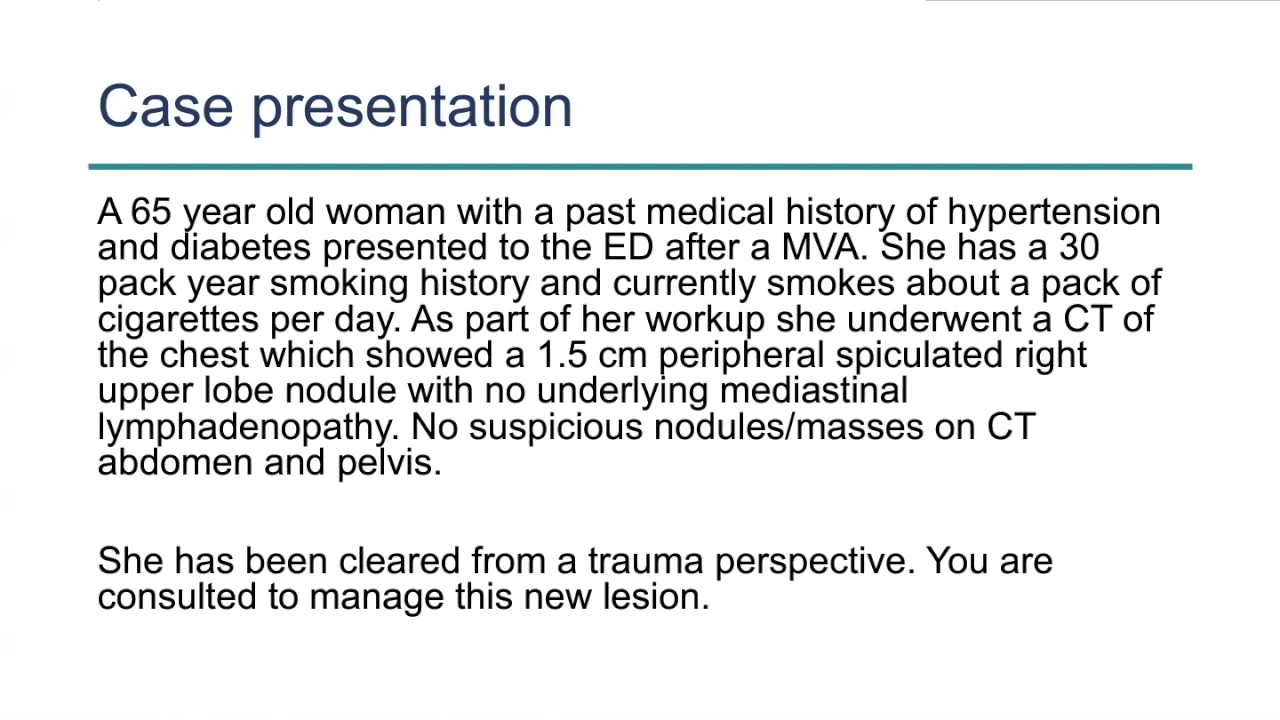 Case presentation
A 65 year old woman with a past medical history of hypertension
and diabetes presented to the ED after a MVA. She has a 30
pack year smoking history and currently smokes about a pack of
cigarettes per day. As part of her workup she underwent a CT of
the chest which showed a 1.5 cm peripheral spiculated right
upper lobe nodule with no underlying mediastinal
lymphadenopathy. No suspicious nodules/masses on CT
abdomen and pelvis.
She has been cleared from a trauma perspective. You are
consulted to manage this new lesion.